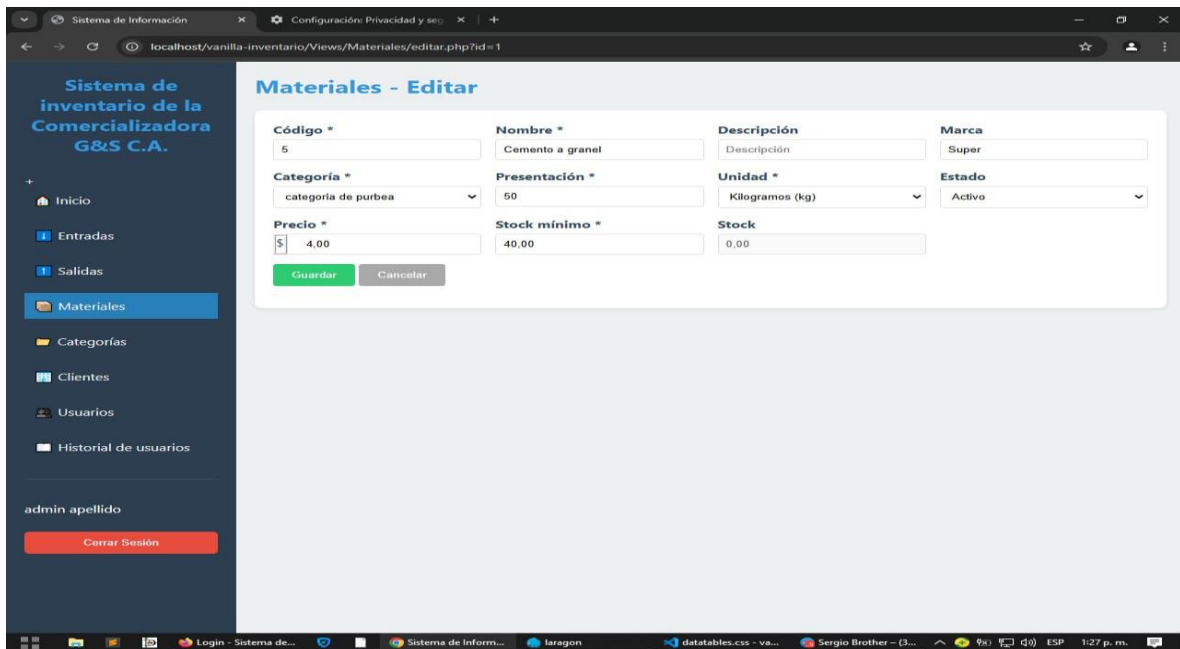 Sistema de Información
Configuración: Privacidad y seg
localhost/vanilla-inventario/Views/Materiales/editar.php?id=1
Sistema de
inventario de la
Comercializadora
G&S C.A.
+
Inicio
Entradas
Salidas
Materiales
Categorías
Clientes
Usuarios
Historial de usuarios
admin apellido
Cerrar Sesión
Materiales - Editar
Código * Nombre * Descripción Marca
5 Cemento a granel Descripción Super
Categoría * Presentación * Unidad * Estado
categoria de purbea 50 Kilogramos (kg) Activo
Precio * Stock mínimo * Stock
$ 4,00 40,00 0,00
Guardar Cancelar
Login - Sistema de... Sistema de Inform... laragon datatables.css - va... Sergio Brother – (3... ESP 1:27 p. m.